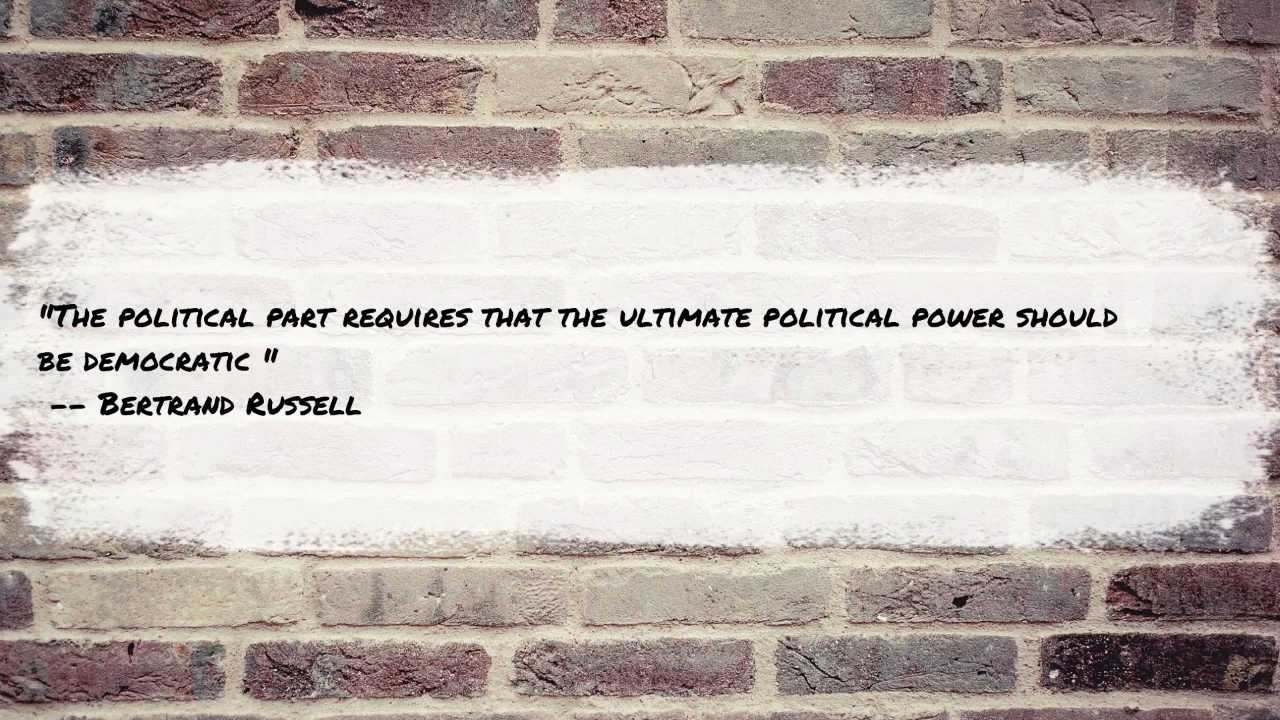 "The political part requires that the ultimate political power should
be democratic "
-- Bertrand Russell